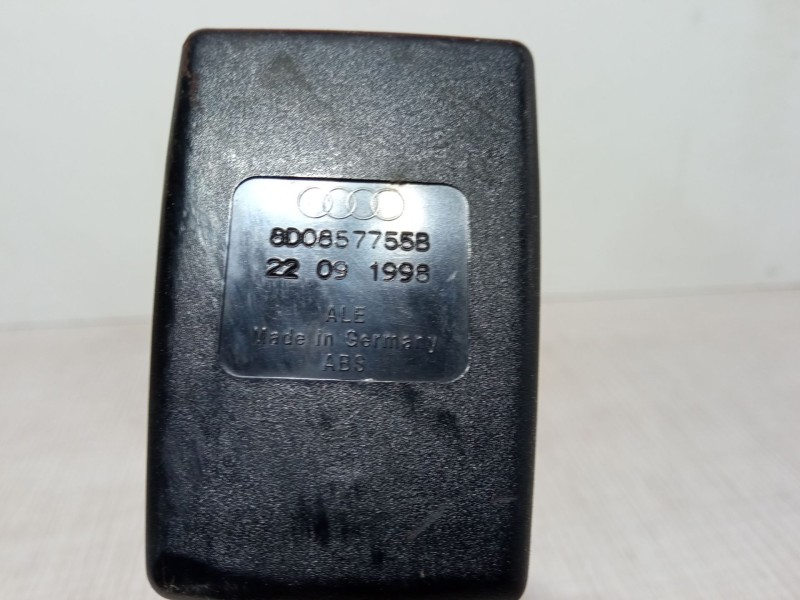 8D0857755B
22 09 1998
ALE
Made in Germany
ABS